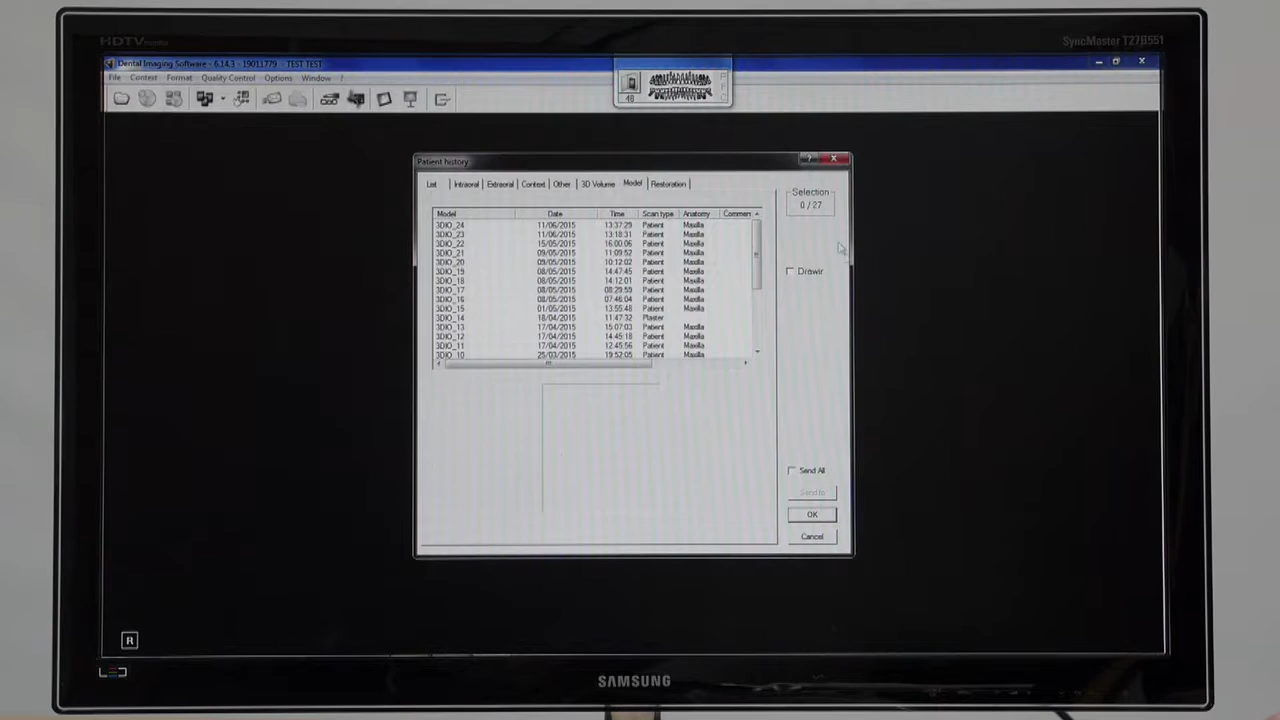 HDTV monitor
SyncMaster T27B551
Dental Imaging Software - 6.14.3 - 19011779 - TEST TEST
File Context Format Quality Control Options Window ?
48
Patient history
List Intraoral Extraoral Context Other 3D Volume Model Restoration
Selection
0 / 27
Model Date Time Scan type Anatomy Commen
3DIO_24 11/06/2015 13:37:29 Patient Maxilla
3DIO_23 11/06/2015 13:18:31 Patient Maxilla
3DIO_22 15/05/2015 16:00:06 Patient Maxilla
3DIO_21 09/05/2015 11:09:52 Patient Maxilla
3DIO_20 09/05/2015 10:12:02 Patient Maxilla
3DIO_19 08/05/2015 14:47:45 Patient Maxilla
3DIO_18 08/05/2015 14:12:01 Patient Maxilla
3DIO_17 08/05/2015 08:29:59 Patient Maxilla
3DIO_16 08/05/2015 07:46:04 Patient Maxilla
3DIO_15 01/05/2015 13:55:48 Patient Maxilla
3DIO_14 18/04/2015 11:47:32 Plaster
3DIO_13 17/04/2015 15:07:03 Patient Maxilla
3DIO_12 17/04/2015 14:45:18 Patient Maxilla
3DIO_11 17/04/2015 12:45:56 Patient Maxilla
3DIO_10 25/03/2015 19:52:05 Patient Maxilla
Drawir
Send All
Send to
OK
Cancel
R
LED
SAMSUNG